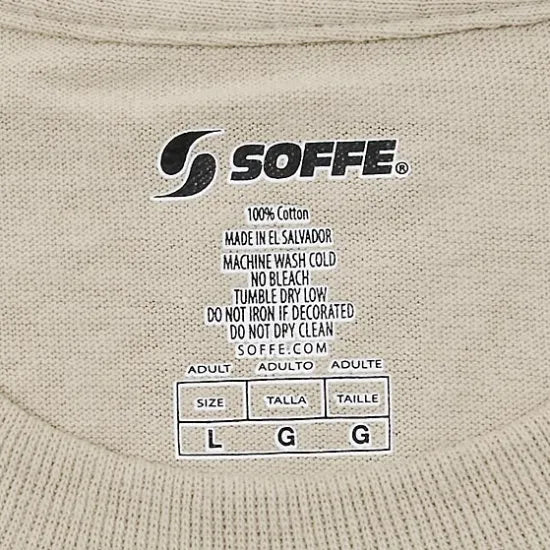 SOFFE®
100% Cotton
MADE IN EL SALVADOR
MACHINE WASH COLD
NO BLEACH
TUMBLE DRY LOW
DO NOT IRON IF DECORATED
DO NOT DPY CLEAN
SOFFE.COM
ADULT ADULTO ADULTE
SIZE TALLA TAILLE
L G G